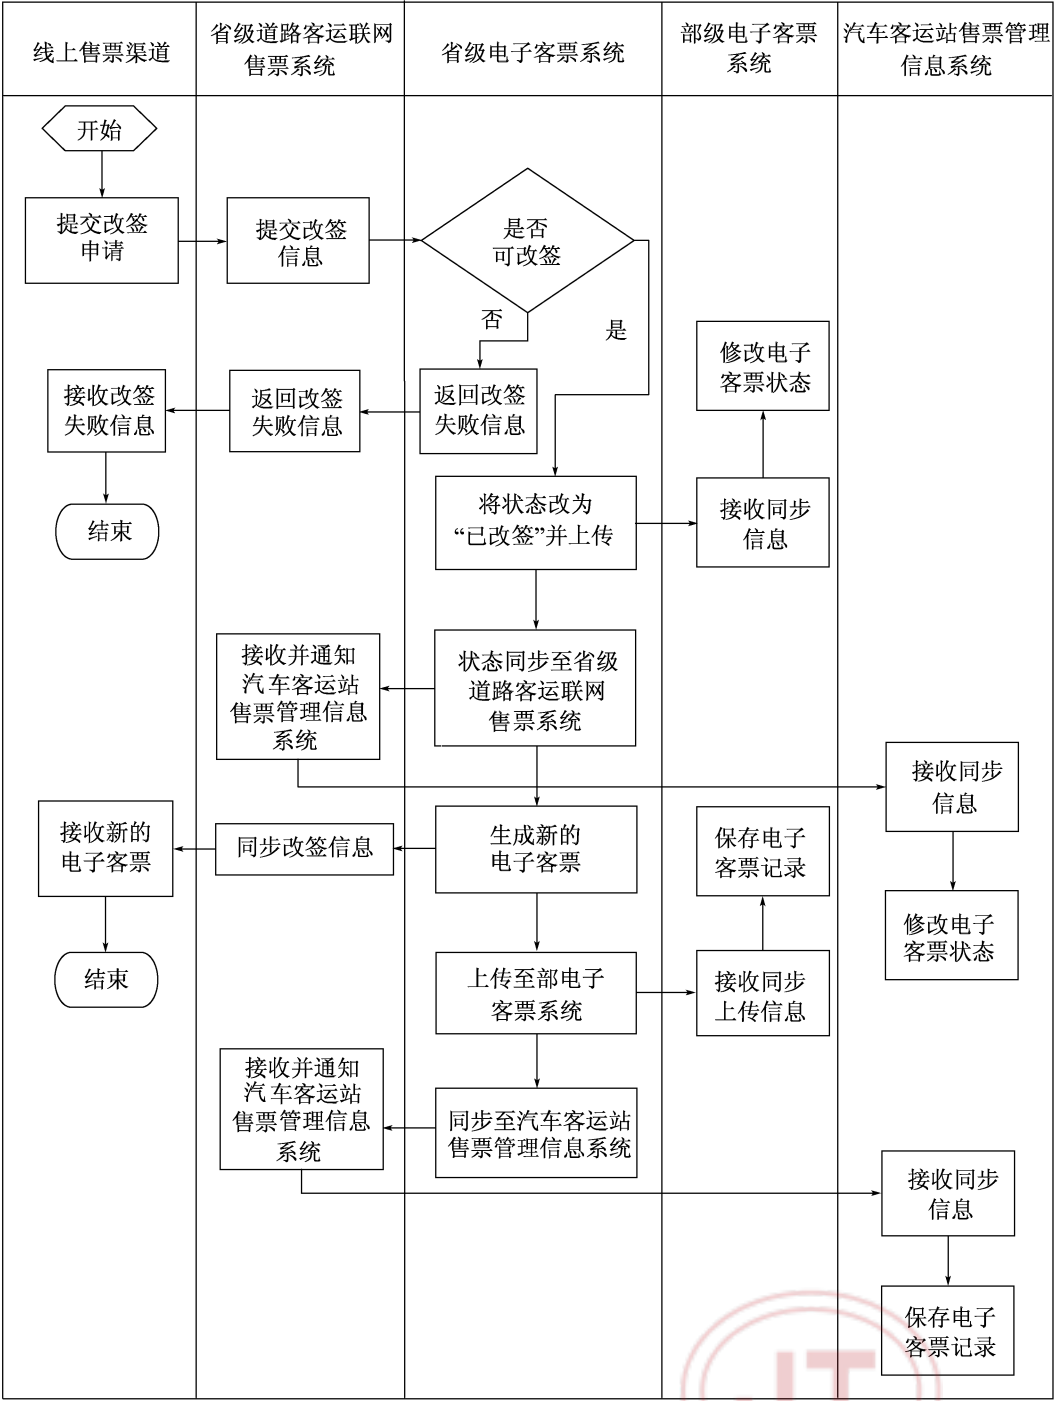 线上售票渠道
省级道路客运联网
售票系统
省级电子客票系统
部级电子客票
系统
汽车客运站售票管理
信息系统
开始
提交改签
申请
提交改签
信息
是否
可改签
否
是
修改电子
客票状态
接收改签
失败信息
返回改签
失败信息
返回改签
失败信息
结束
将状态改为
“已改签”并上传
接收同步
信息
接收并通知
汽车客运站
售票管理信息
系统
状态同步至省级
道路客运联网
售票系统
接收同步
信息
接收新的
电子客票
同步改签信息
生成新的
电子客票
保存电子
客票记录
修改电子
客票状态
结束
上传至部电子
客票系统
接收同步
上传信息
接收并通知
汽车客运站
售票管理信息
系统
同步至汽车客运站
售票管理信息系统
接收同步
信息
保存电子
客票记录
JT